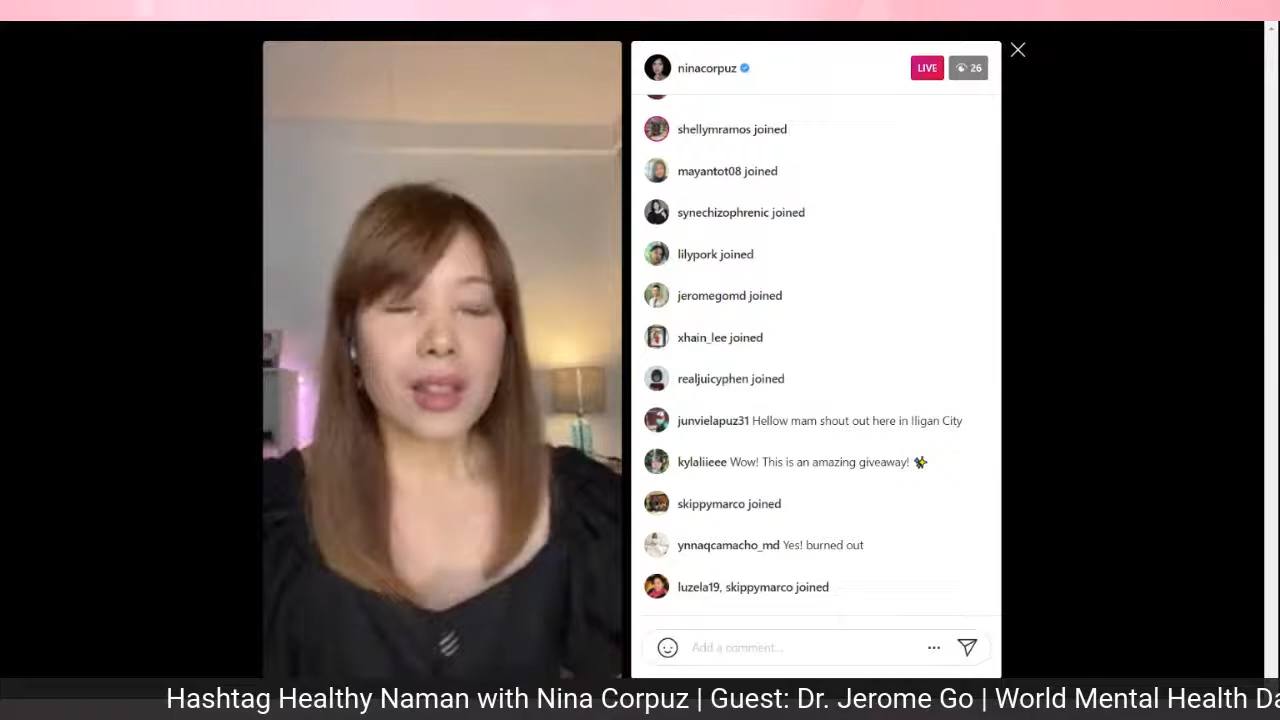 ninacorpuz
LIVE
26
shellymramos joined
mayantot08 joined
synechizophrenic joined
lilypork joined
jeromegomd joined
xhain_lee joined
realjuicyphen joined
junvielapuz31 Hellow mam shout out here in Iligan City
kylaliieee Wow! This is an amazing giveaway! ✨
skippymarco joined
ynnaqcamacho_md Yes! burned out
luzela19, skippymarco joined
Add a comment...
Hashtag Healthy Naman with Nina Corpuz | Guest: Dr. Jerome Go | World Mental Health Da